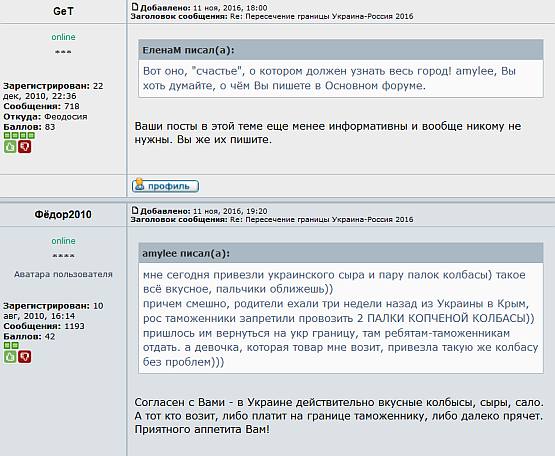 GeT
online
***
Зарегистрирован: 22
дек, 2010, 22:36
Сообщения: 718
Откуда: Феодосия
Баллов: 83
Добавлено: 11 ноя, 2016, 18:00
Заголовок сообщения: Re: Пересечение границы Украина-Россия 2016
ЕленаМ писал(а):
Вот оно, "счастье", о котором должен узнать весь город! amylee, Вы
хоть думайте, о чём Вы пишете в Основном форуме.
Ваши посты в этой теме еще менее информативны и вообще никому не
нужны. Вы же их пишите.
профиль
Фёдор2010
online
****
Аватара пользователя
Зарегистрирован: 10
авг, 2010, 16:14
Сообщения: 1193
Баллов: 42
Добавлено: 11 ноя, 2016, 19:20
Заголовок сообщения: Re: Пересечение границы Украина-Россия 2016
amylee писал(а):
мне сегодня привезли украинского сыра и пару палок колбасы) такое
всё вкусное, пальчики оближешь))
причем смешно, родители ехали три недели назад из Украины в Крым,
рос таможенники запретили провозить 2 ПАЛКИ КОПЧЕНОЙ КОЛБАСЫ))
пришлось им вернуться на укр границу, там ребятам-таможенникам
отдать. а девочка, которая товар мне возит, привезла такую же колбасу
без проблем)))
Согласен с Вами - в Украине действительно вкусные колбысы, сыры, сало.
А тот кто возит, либо платит на границе таможеннику, либо далеко прячет.
Приятного аппетита Вам!